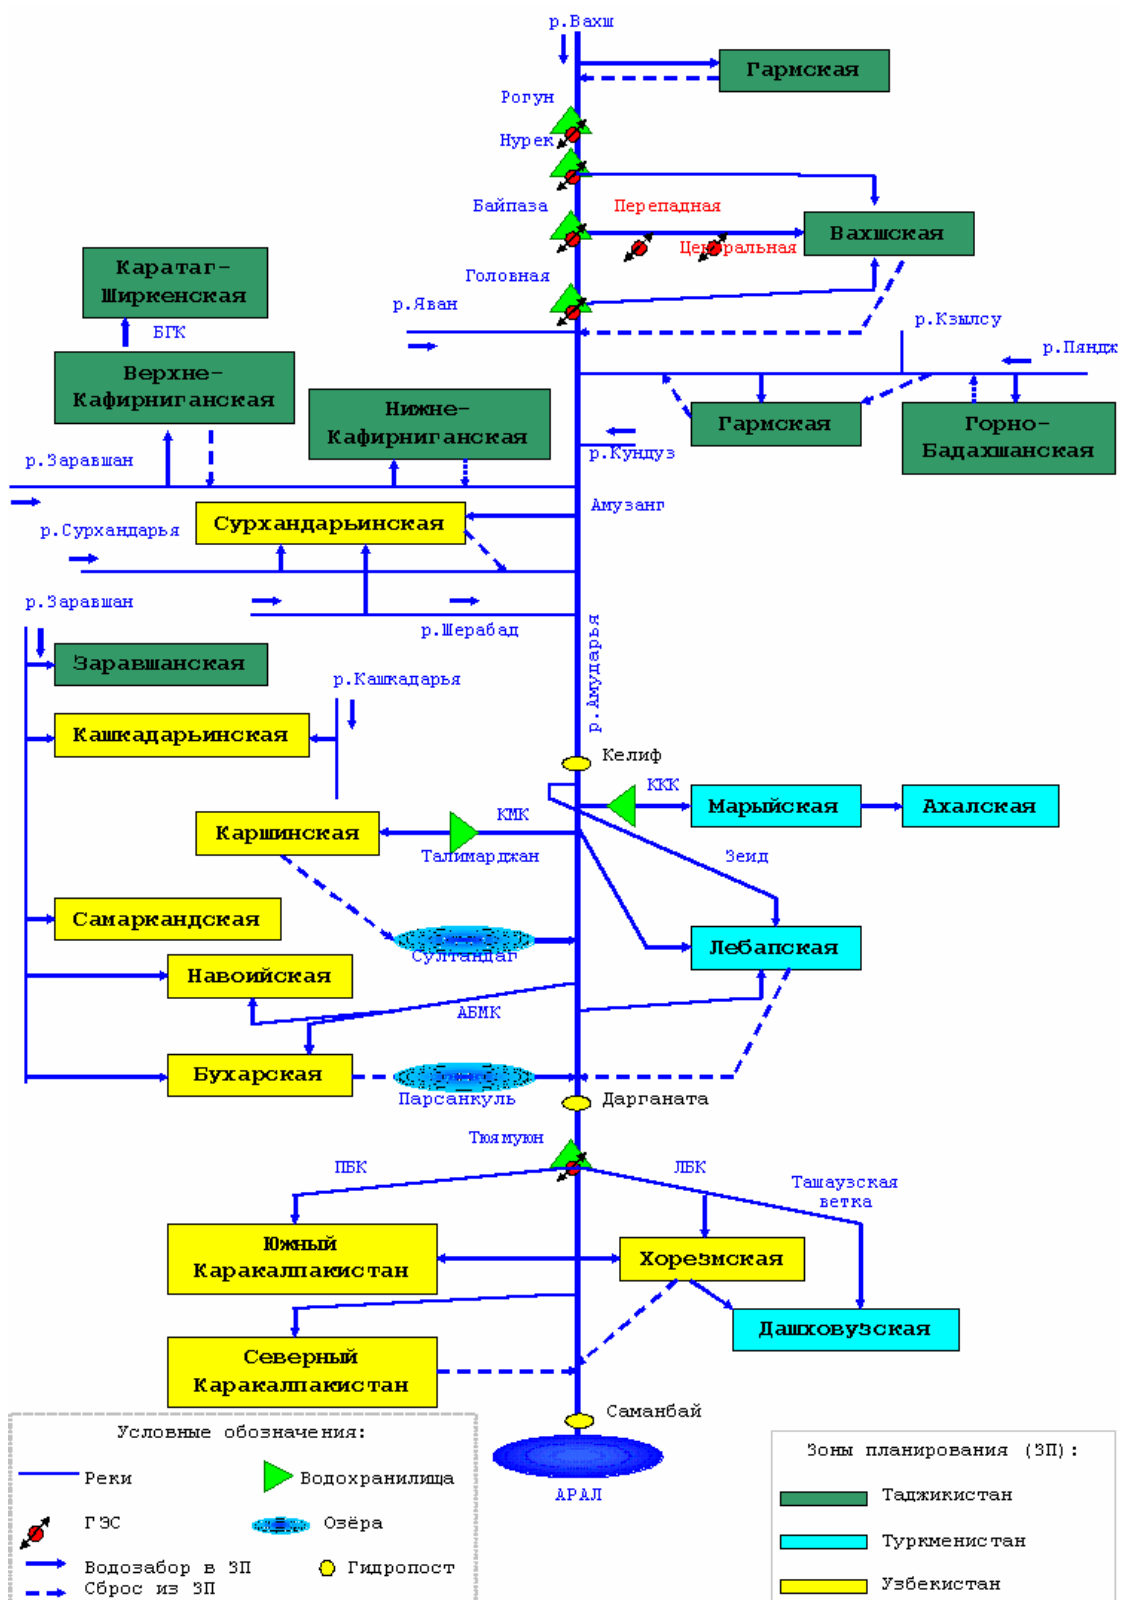 р.Вахш
Гармская
Рогун
Нурек
Байпаза
Перепадная
Вахшская
Центральная
Каратаг-
Ширкенская
Головная
р.Яван
р.Кзылсу
БГК
р.Пяндж
Верхне-
Кафирниганская
Нижне-
Кафирниганская
Гармская
Горно-
Бадахшанская
р.Кундуз
р.Заравшан
Амузанг
Сурхандарьинская
р.Сурхандарья
р.Заравшан
р.Шерабад
р.Амударья
Заравшанская
р.Кашкадарья
Кашкадарьинская
Келиф
ККК
Марыйская
Ахалская
КМК
Каршинская
Талимарджан
Зеид
Самаркандская
Лебапская
Султандаг
Навоийская
АБМК
Бухарская
Парсанкуль
Дарганата
Тюямуюн
ПБК
ЛБК
Ташаузская
ветка
Южный
Каракалпакистан
Хорезмская
Дашховузская
Северный
Каракалпакистан
Саманбай
АРАЛ
Условные обозначения:
Реки
Водохранилища
ГЭС
Озёра
Водозабор в ЗП
Гидропост
Сброс из ЗП
Зоны планирования (ЗП):
Таджикистан
Туркменистан
Узбекистан